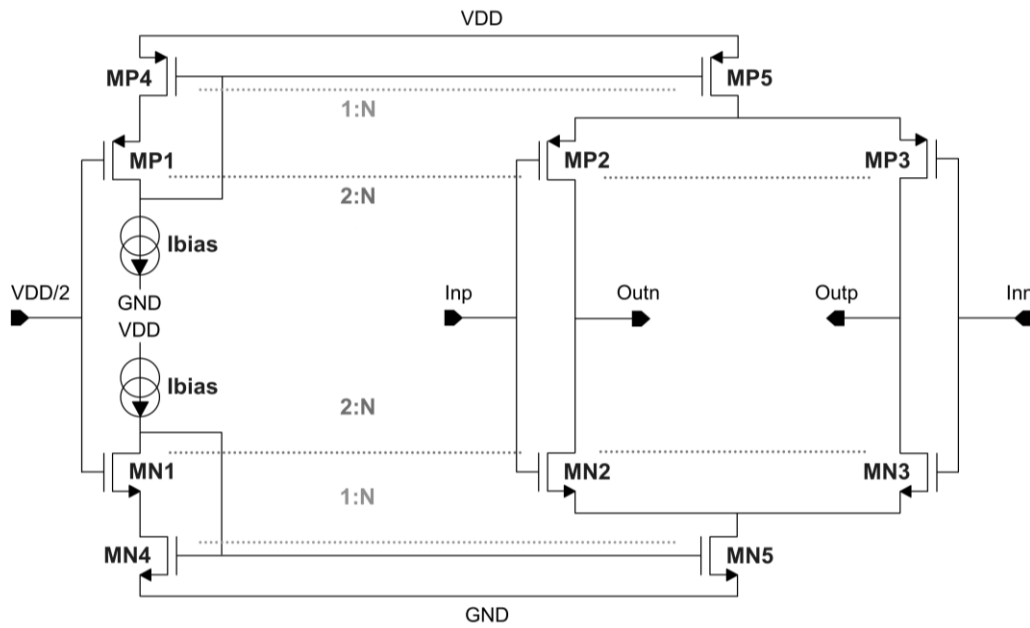 VDD
MP4
MP5
1:N
MP1
MP2
MP3
2:N
Ibias
VDD/2
GND
Inp
Outn
Outp
Inn
VDD
Ibias
2:N
MN1
MN2
MN3
1:N
MN4
MN5
GND